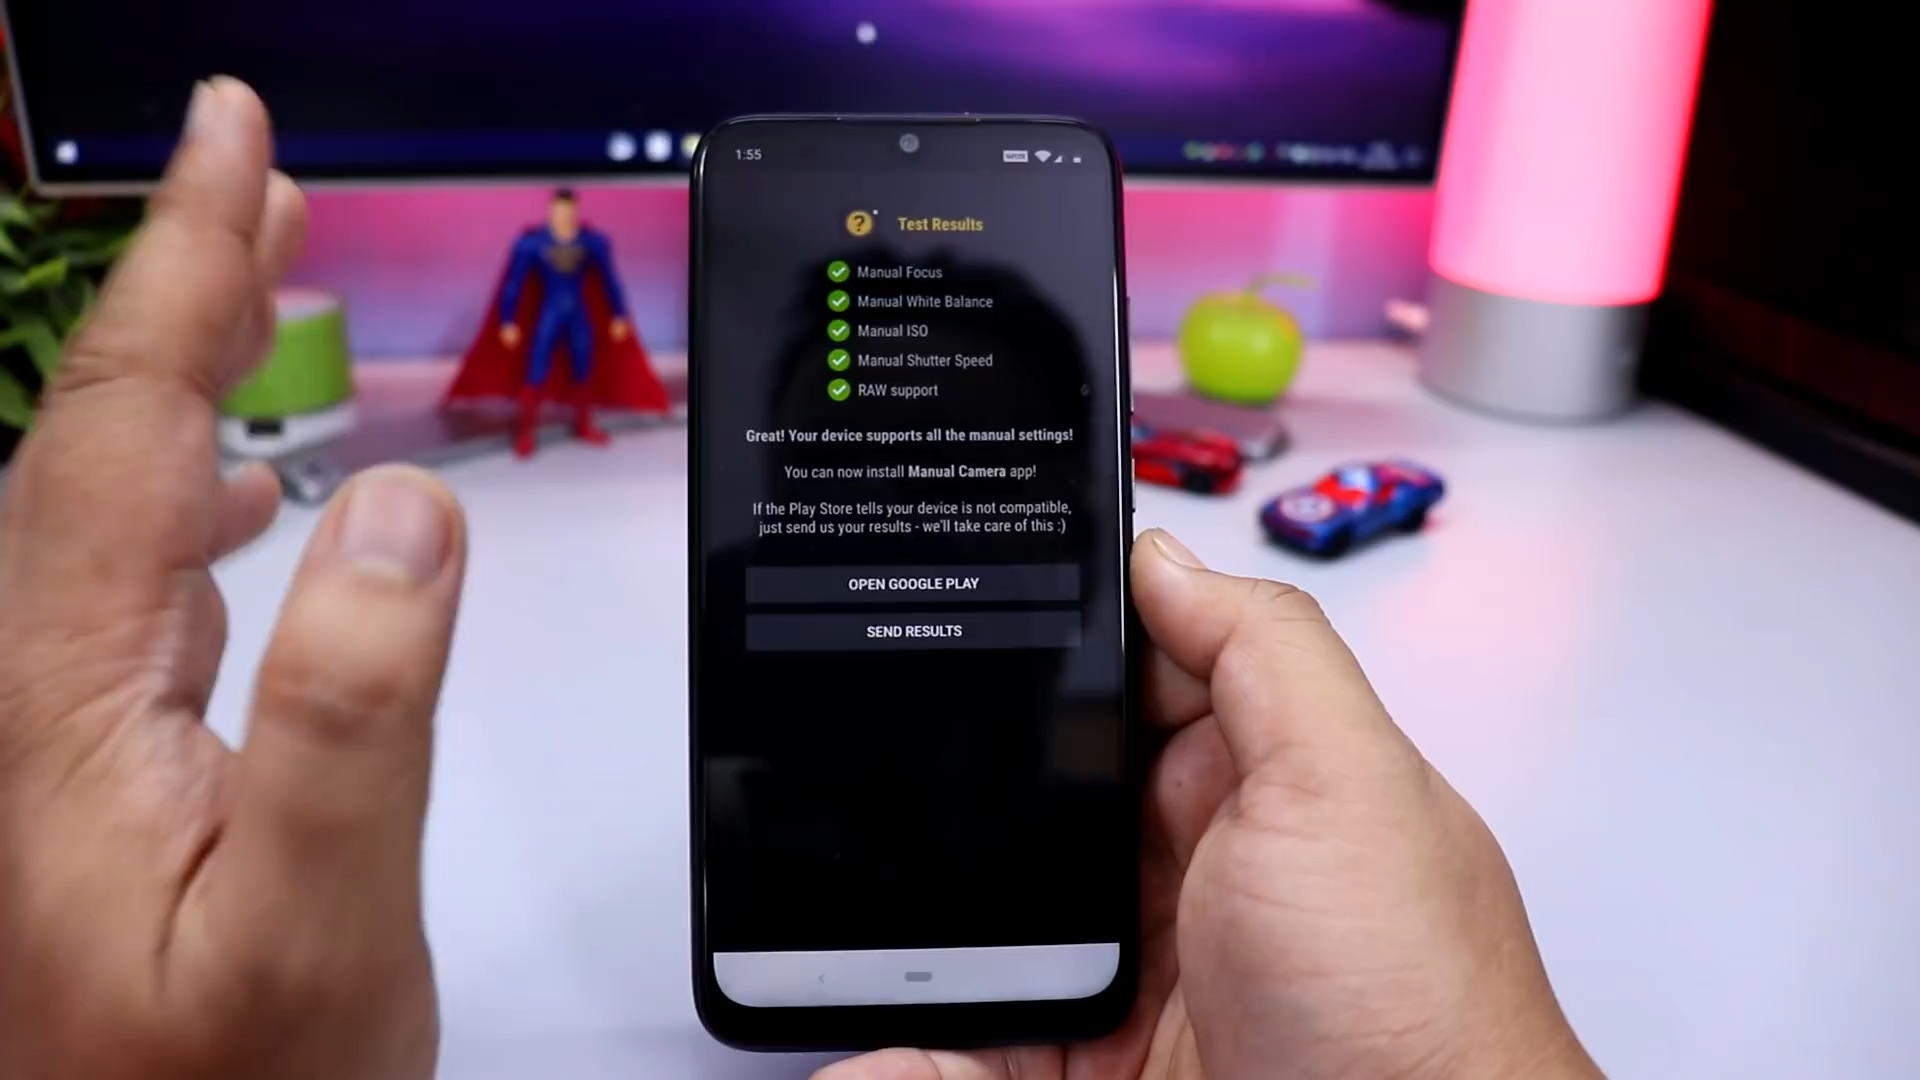 1:55
Test Results
Manual Focus
Manual White Balance
Manual ISO
Manual Shutter Speed
RAW support
Great! Your device supports all the manual settings!
You can now install Manual Camera app!
If the Play Store tells your device is not compatible,
just send us your results - we'll take care of this :)
OPEN GOOGLE PLAY
SEND RESULTS